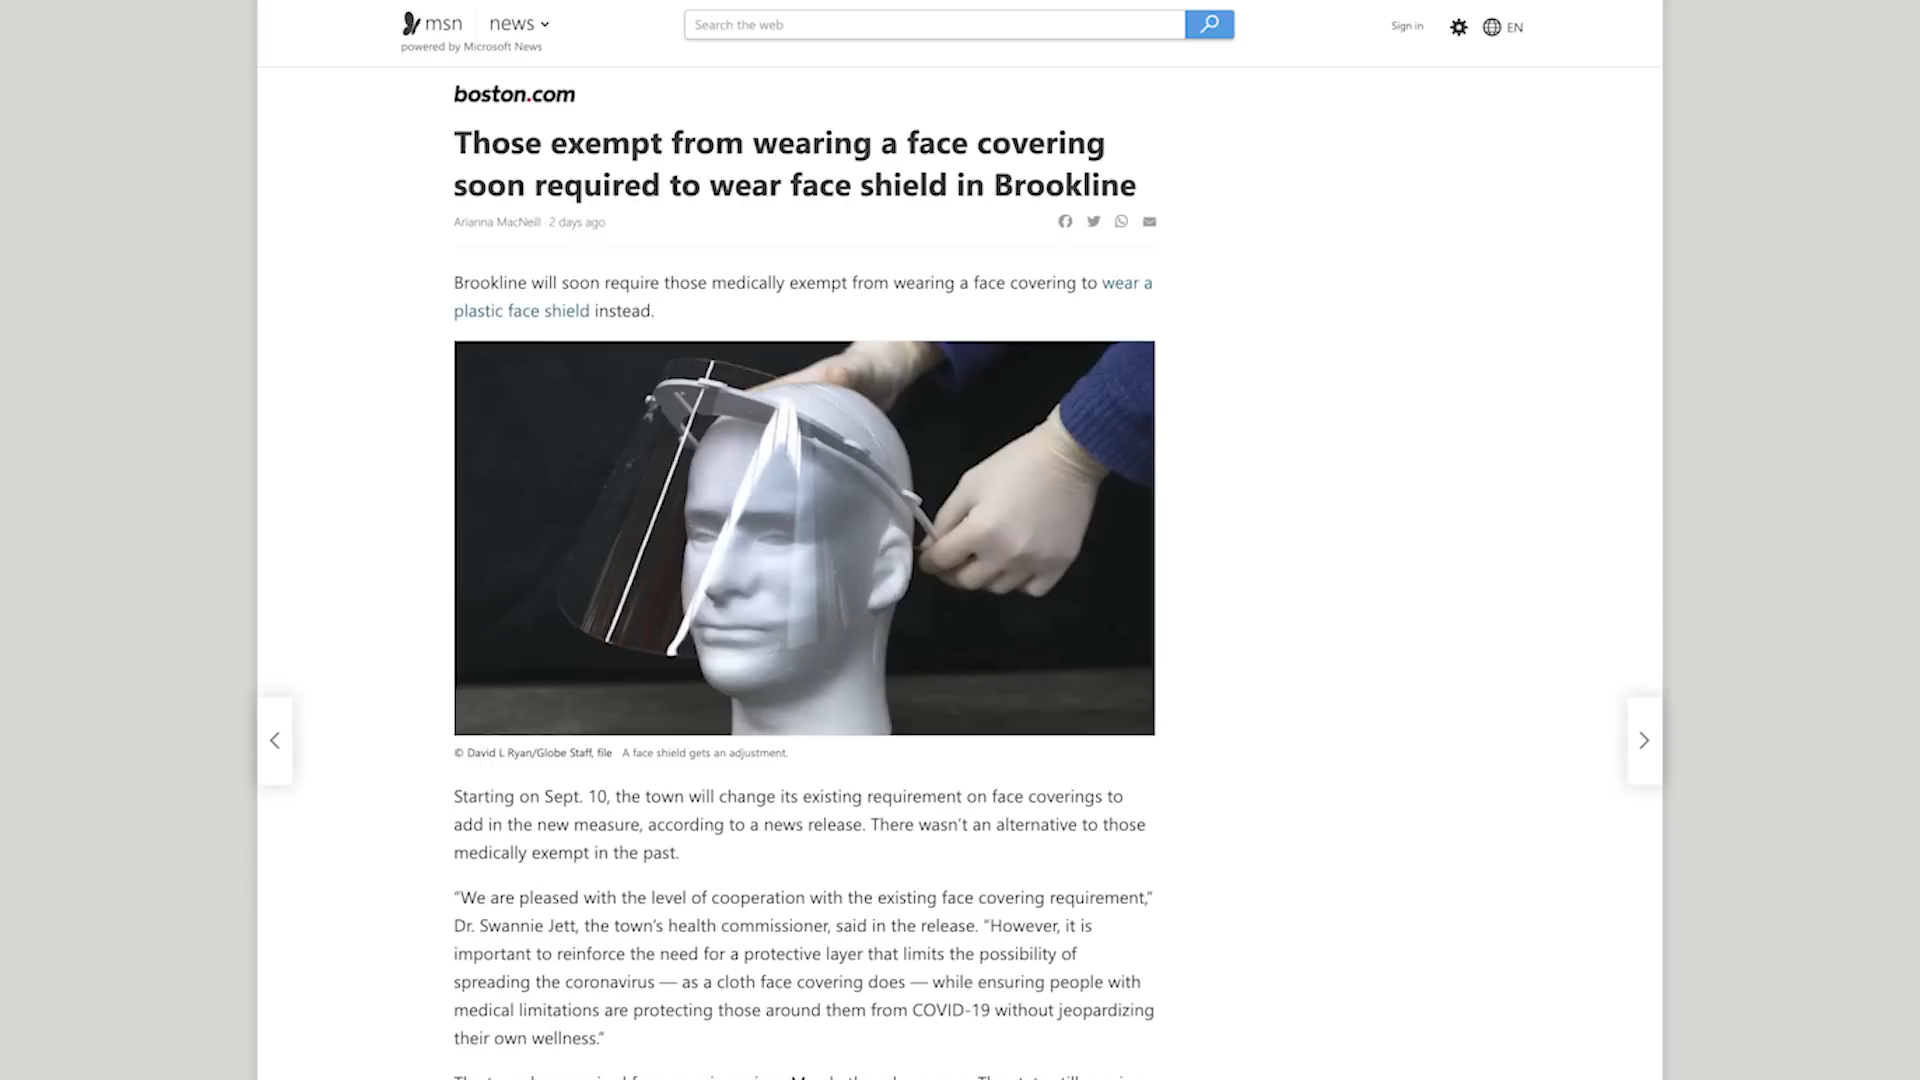 msn
news
powered by Microsoft News
Search the web
Sign in
EN
boston.com
Those exempt from wearing a face covering
soon required to wear face shield in Brookline
Arianna MacNeill 2 days ago
Brookline will soon require those medically exempt from wearing a face covering to wear a
plastic face shield instead.
© David L Ryan/Globe Staff, file A face shield gets an adjustment.
Starting on Sept. 10, the town will change its existing requirement on face coverings to
add in the new measure, according to a news release. There wasn’t an alternative to those
medically exempt in the past.
“We are pleased with the level of cooperation with the existing face covering requirement,”
Dr. Swannie Jett, the town’s health commissioner, said in the release. “However, it is
important to reinforce the need for a protective layer that limits the possibility of
spreading the coronavirus — as a cloth face covering does — while ensuring people with
medical limitations are protecting those around them from COVID-19 without jeopardizing
their own wellness.”